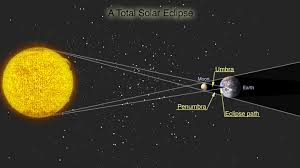 A Total Solar Eclipse
Umbra
Moon
Earth
Penumbra
Eclipse path